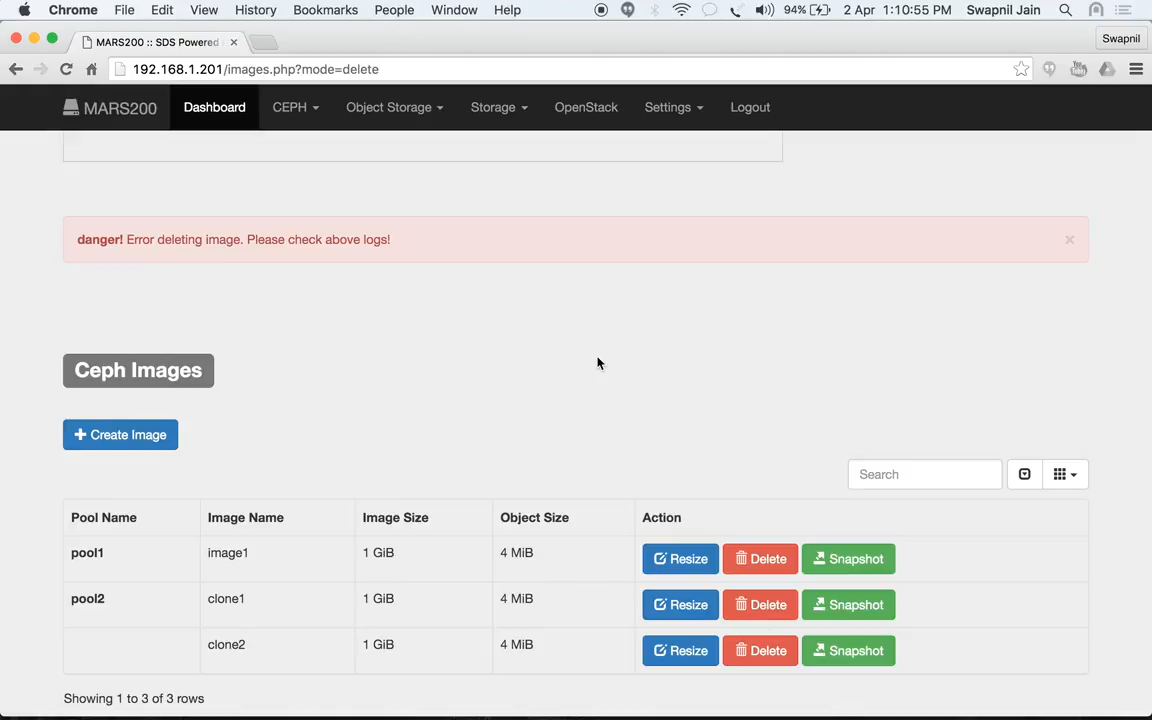 Chrome File Edit View History Bookmarks People Window Help 94% 2 Apr 1:10:55 PM Swapnil Jain
MARS200 :: SDS Powered Swapnil
192.168.1.201/images.php?mode=delete
MARS200 Dashboard CEPH Object Storage Storage OpenStack Settings Logout
danger! Error deleting image. Please check above logs!
Ceph Images
Create Image
Search
Pool Name Image Name Image Size Object Size Action
pool1 image1 1 GiB 4 MiB Resize Delete Snapshot
pool2 clone1 1 GiB 4 MiB Resize Delete Snapshot
clone2 1 GiB 4 MiB Resize Delete Snapshot
Showing 1 to 3 of 3 rows